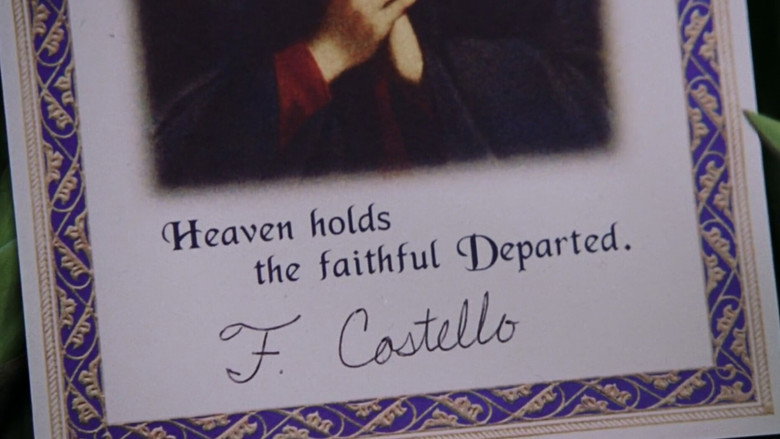 Heaven holds
the faithful Departed.
F. Costello